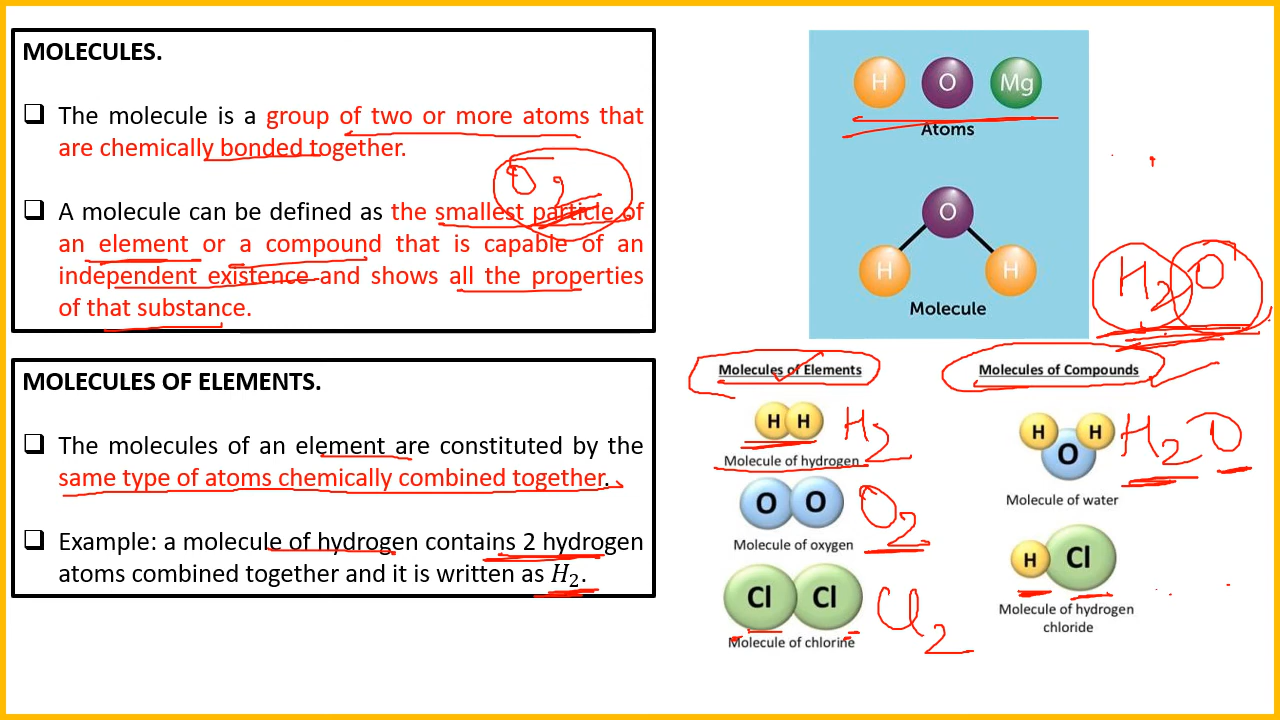 MOLECULES.
❑ The molecule is a group of two or more atoms that
are chemically bonded together.
O2
❑ A molecule can be defined as the smallest particle of
an element or a compound that is capable of an
independent existence and shows all the properties
of that substance.
MOLECULES OF ELEMENTS.
❑ The molecules of an element are constituted by the
same type of atoms chemically combined together.
❑ Example: a molecule of hydrogen contains 2 hydrogen
atoms combined together and it is written as H₂.
H O Mg
Atoms
O
H H
Molecule
H2O
Molecules of Elements
H H H2
Molecule of hydrogen
O O O2
Molecule of oxygen
Cl Cl Cl2
Molecule of chlorine
Molecules of Compounds
H O H H2O
Molecule of water
H Cl
Molecule of hydrogen
chloride